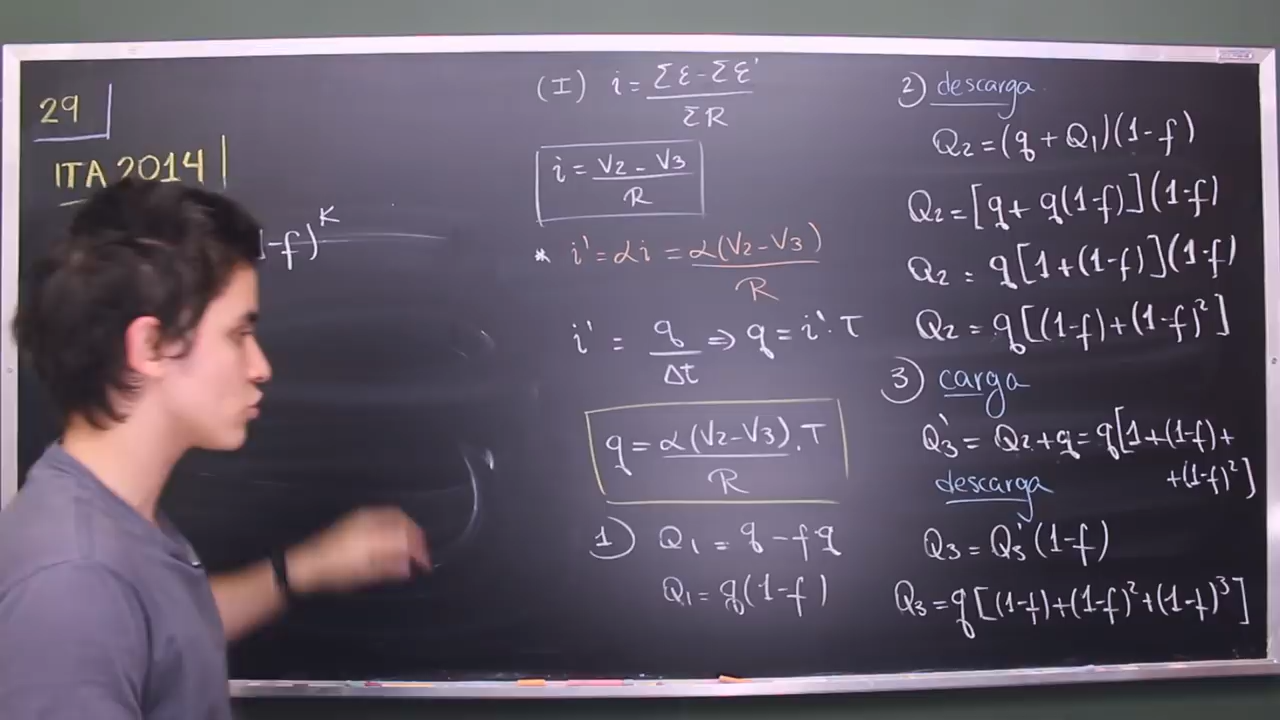 29
ITA 2014
-f)^K
(I) i = (Σε - Σε')/ΣR
i = (V2 - V3)/R
* i' = αi = α(V2 - V3)/R
i' = q/Δt ⇒ q = i'.T
q = α(V2 - V3)/R . T
1) Q1 = q - fq
Q1 = q(1-f)
2) descarga
Q2 = (q + Q1)(1-f)
Q2 = [q + q(1-f)](1-f)
Q2 = q[1+(1-f)](1-f)
Q2 = q[(1-f)+(1-f)²]
3) carga
Q3' = Q2+q = q[1+(1-f)+
+(1-f)²]
descarga
Q3 = Q3'(1-f)
Q3 = q[(1-f)+(1-f)²+(1-f)³]